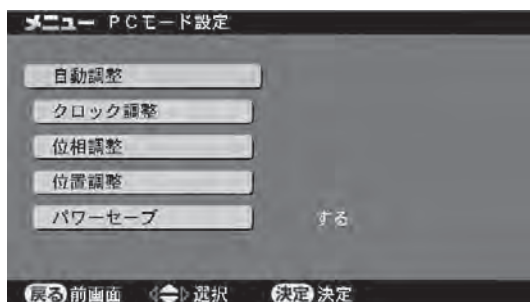 メニュー PCモード設定
自動調整
クロック調整
位相調整
位置調整
パワーセーブ する
戻る 前画面 選択 決定 決定